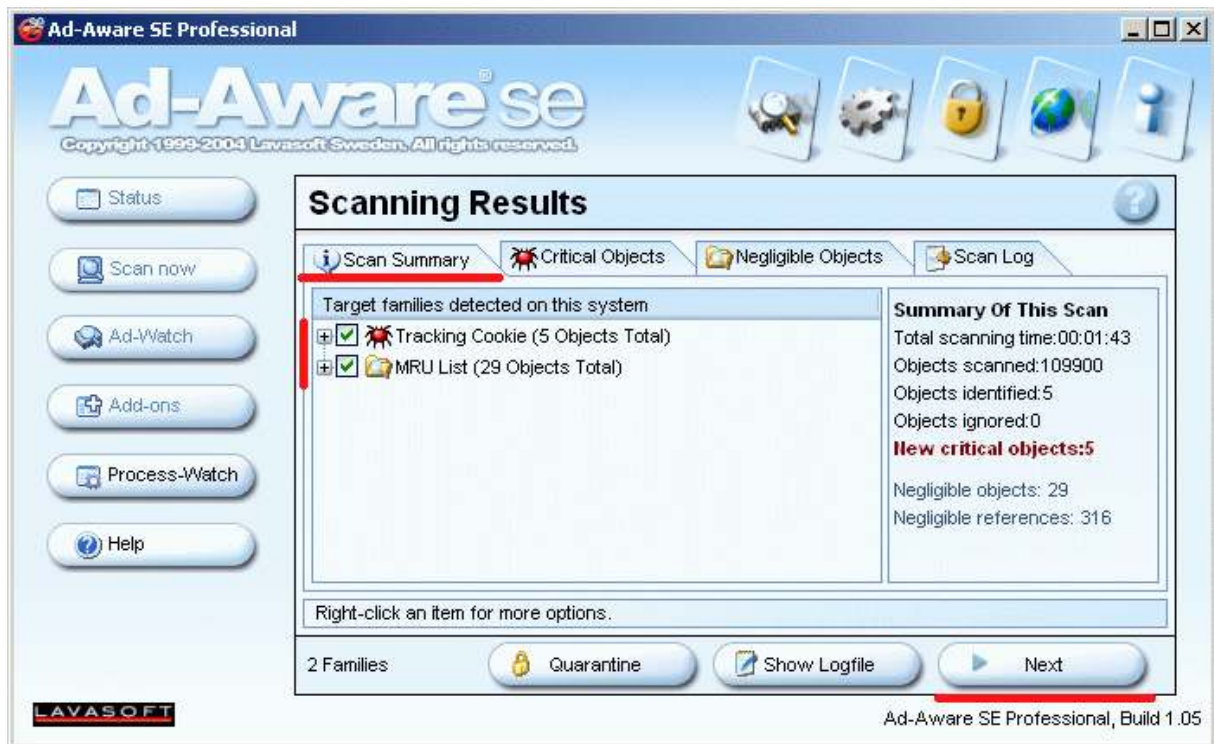 Ad-Aware SE Professional
Ad-Aware® se
Copyright 1999-2004 Lavasoft Sweden. All rights reserved.
Status
Scan now
Ad-Watch
Add-ons
Process-Watch
Help
Scanning Results
Scan Summary
Critical Objects
Negligible Objects
Scan Log
Target families detected on this system
Tracking Cookie (5 Objects Total)
MRU List (29 Objects Total)
Summary Of This Scan
Total scanning time:00:01:43
Objects scanned:109900
Objects identified:5
Objects ignored:0
New critical objects:5
Negligible objects: 29
Negligible references: 316
Right-click an item for more options.
2 Families
Quarantine
Show Logfile
Next
LAVASOFT
Ad-Aware SE Professional, Build 1.05